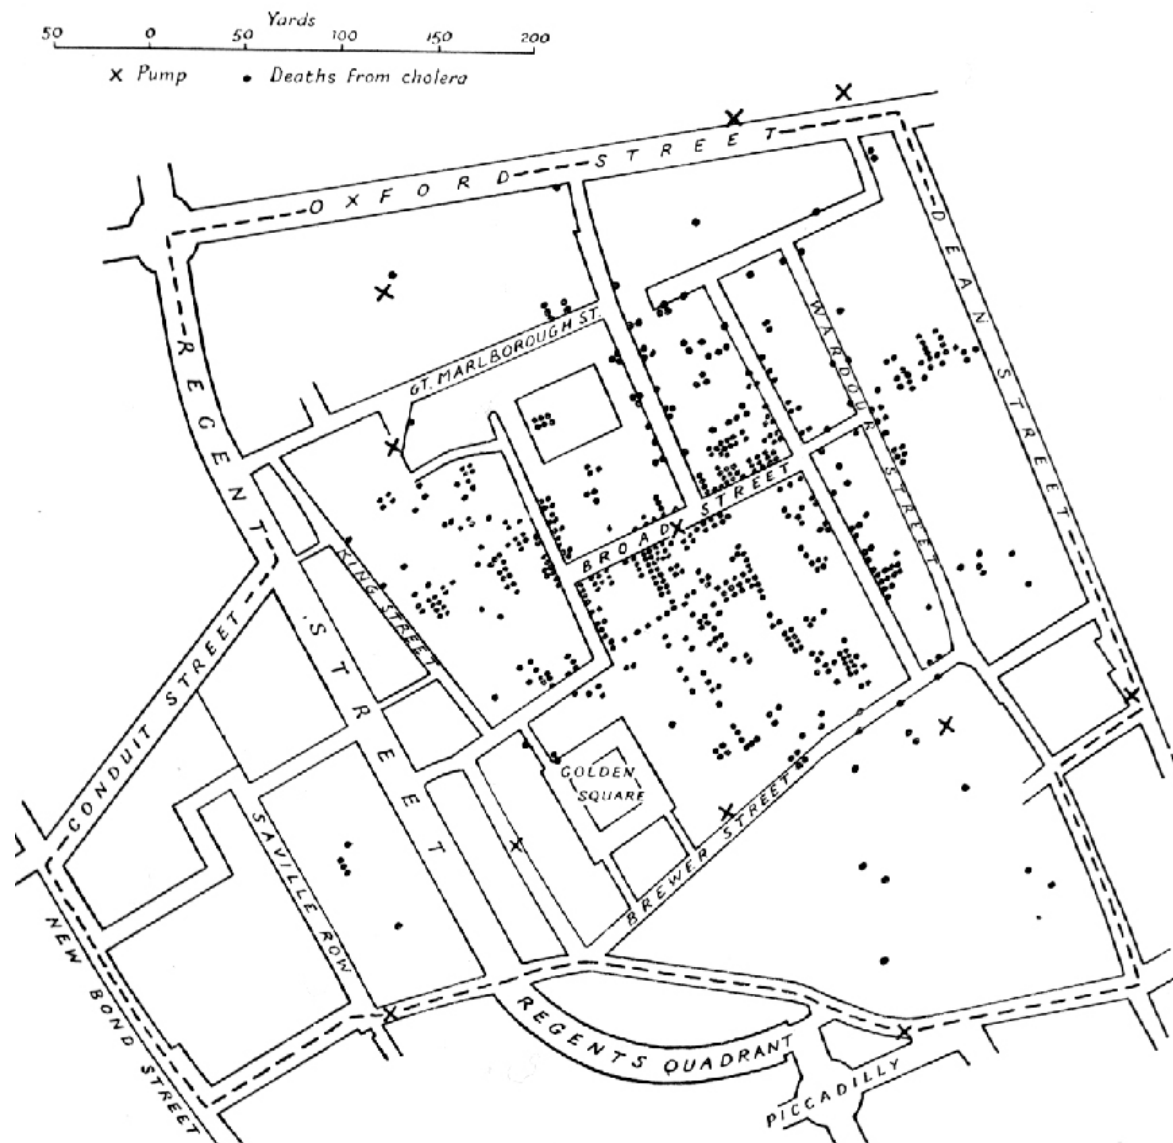 Yards
50 0 50 100 150 200
× Pump • Deaths from cholera
OXFORD STREET
DEAN STREET
REGENT STREET
GT. MARLBOROUGH ST.
WARDOUR STREET
BROAD STREET
KING STREET
CONDUIT STREET
GOLDEN
SQUARE
SAVILLE ROW
BREWER STREET
NEW BOND STREET
REGENTS QUADRANT
PICCADILLY